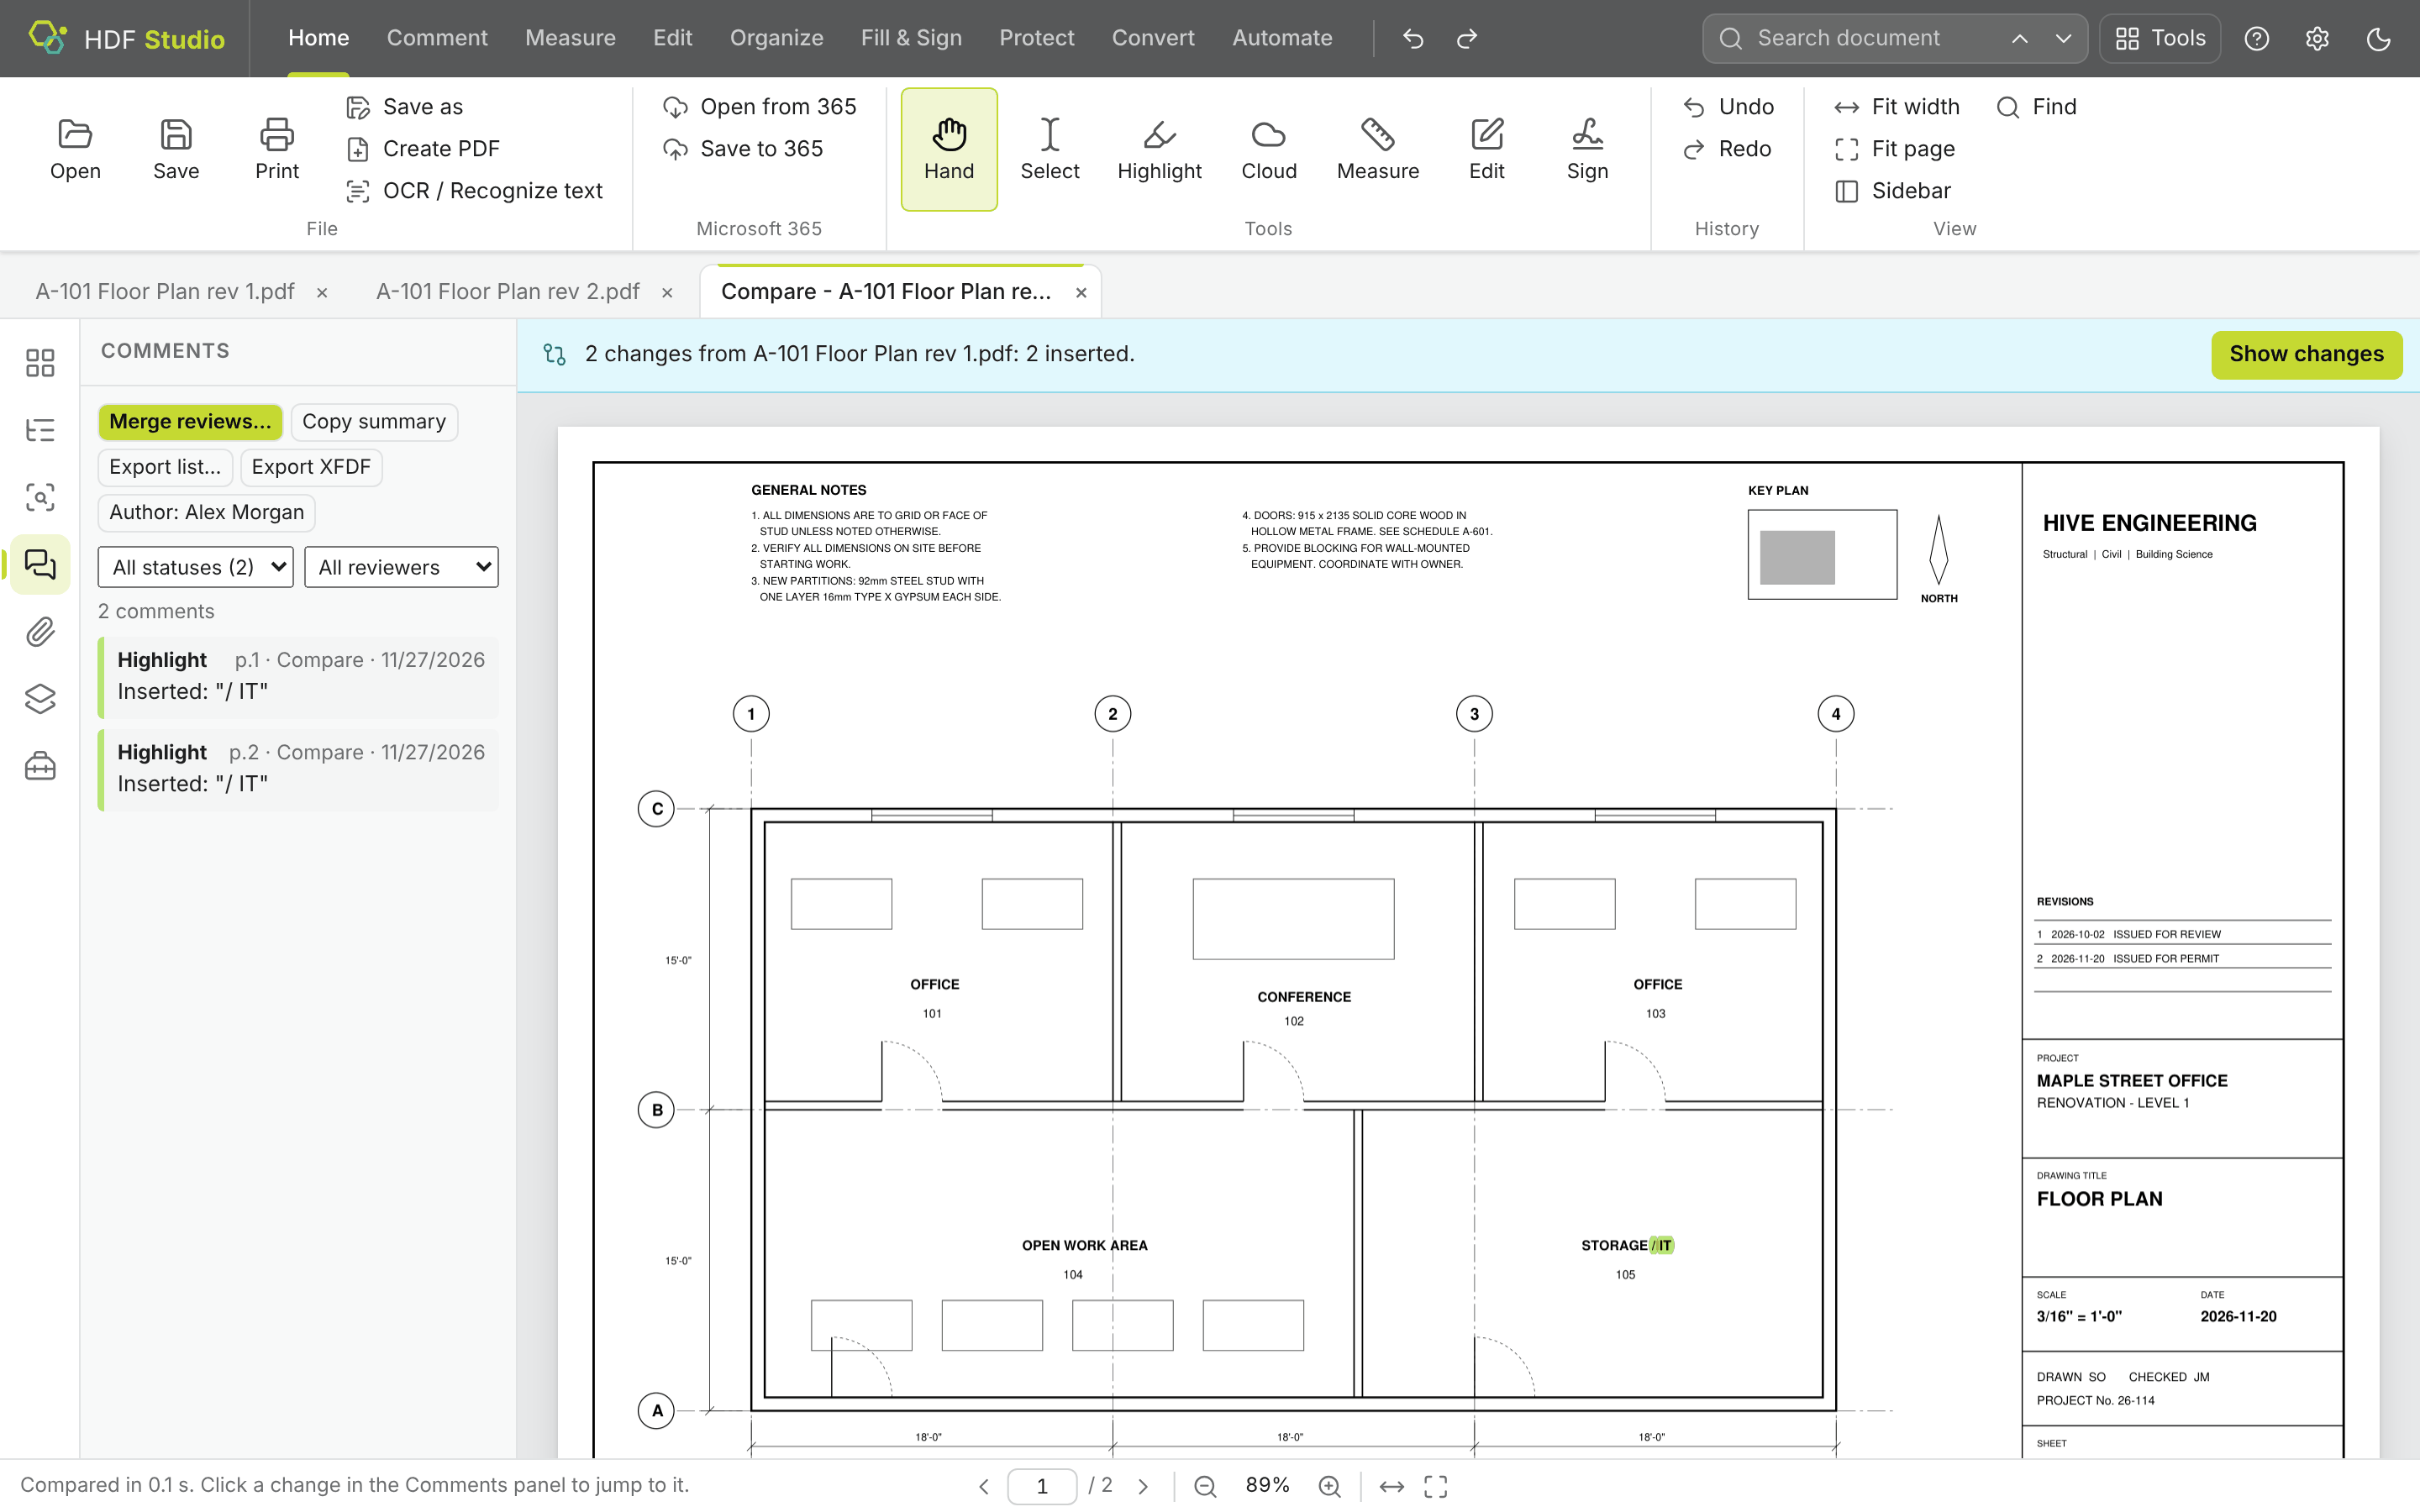 HDF Studio
Home Comment Measure Edit Organize Fill & Sign Protect Convert Automate
Search document
Tools
Open
Save
Print
Save as
Create PDF
OCR / Recognize text
File
Open from 365
Save to 365
Microsoft 365
Hand
Select
Highlight
Cloud
Measure
Edit
Sign
Tools
Undo
Redo
History
Fit width
Fit page
Sidebar
Find
View
A-101 Floor Plan rev 1.pdf ×
A-101 Floor Plan rev 2.pdf ×
Compare - A-101 Floor Plan re... ×
COMMENTS
Merge reviews...
Copy summary
Export list...
Export XFDF
Author: Alex Morgan
All statuses (2)
All reviewers
2 comments
Highlight p.1 · Compare · 11/27/2026
Inserted: "/ IT"
Highlight p.2 · Compare · 11/27/2026
Inserted: "/ IT"
2 changes from A-101 Floor Plan rev 1.pdf: 2 inserted.
Show changes
GENERAL NOTES
1. ALL DIMENSIONS ARE TO GRID OR FACE OF
STUD UNLESS NOTED OTHERWISE.
2. VERIFY ALL DIMENSIONS ON SITE BEFORE
STARTING WORK.
3. NEW PARTITIONS: 92mm STEEL STUD WITH
ONE LAYER 16mm TYPE X GYPSUM EACH SIDE.
4. DOORS: 915 x 2135 SOLID CORE WOOD IN
HOLLOW METAL FRAME. SEE SCHEDULE A-601.
5. PROVIDE BLOCKING FOR WALL-MOUNTED
EQUIPMENT. COORDINATE WITH OWNER.
KEY PLAN
NORTH
1
2
3
4
C
B
A
15'-0"
15'-0"
OFFICE
101
CONFERENCE
102
OFFICE
103
OPEN WORK AREA
104
STORAGE / IT
105
18'-0"
18'-0"
18'-0"
HIVE ENGINEERING
Structural | Civil | Building Science
REVISIONS
1 2026-10-02 ISSUED FOR REVIEW
2 2026-11-20 ISSUED FOR PERMIT
PROJECT
MAPLE STREET OFFICE
RENOVATION - LEVEL 1
DRAWING TITLE
FLOOR PLAN
SCALE
3/16" = 1'-0"
DATE
2026-11-20
DRAWN SO CHECKED JM
PROJECT No. 26-114
SHEET
Compared in 0.1 s. Click a change in the Comments panel to jump to it.
1 / 2
89%